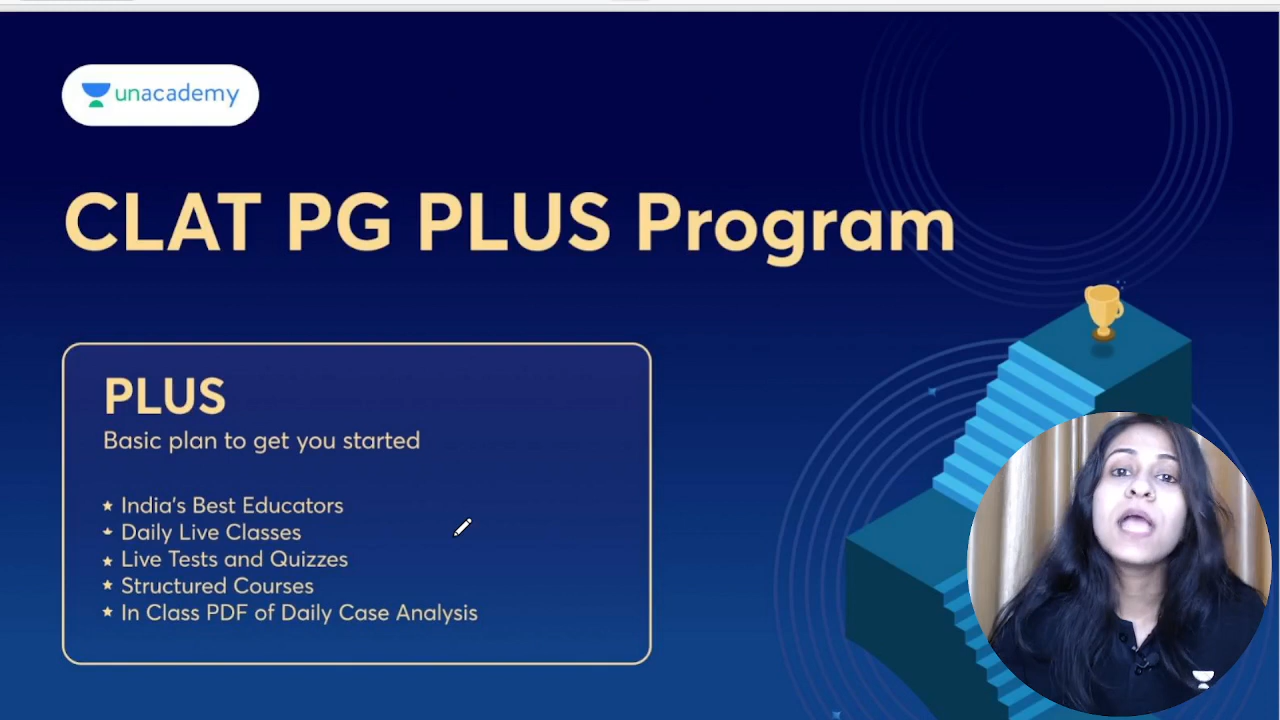 unacademy
CLAT PG PLUS Program
PLUS
Basic plan to get you started
India's Best Educators
Daily Live Classes
Live Tests and Quizzes
Structured Courses
In Class PDF of Daily Case Analysis